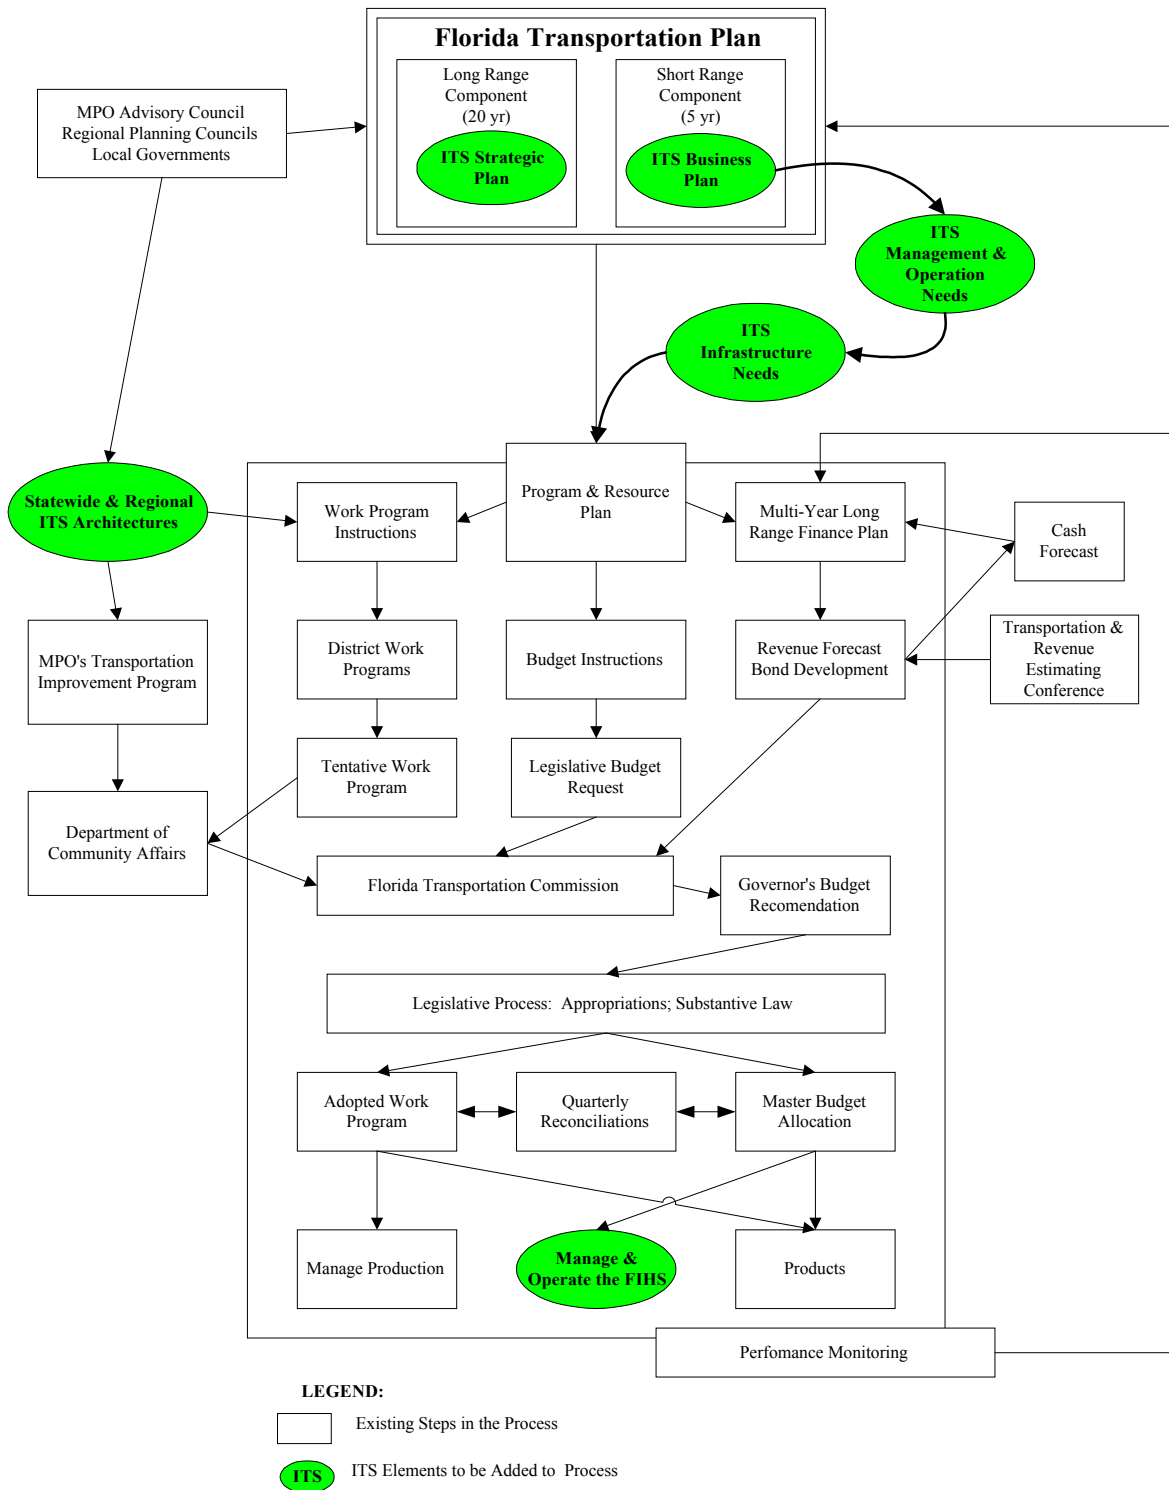 Florida Transportation Plan
Long Range
Component
(20 yr)
ITS Strategic
Plan
Short Range
Component
(5 yr)
ITS Business
Plan
MPO Advisory Council
Regional Planning Councils
Local Governments
ITS
Management &
Operation
Needs
ITS
Infrastructure
Needs
Statewide & Regional
ITS Architectures
Work Program
Instructions
Program & Resource
Plan
Multi-Year Long
Range Finance Plan
Cash
Forecast
MPO's Transportation
Improvement Program
District Work
Programs
Budget Instructions
Revenue Forecast
Bond Development
Transportation &
Revenue
Estimating
Conference
Tentative Work
Program
Legislative Budget
Request
Department of
Community Affairs
Florida Transportation Commission
Governor's Budget
Recomendation
Legislative Process:  Appropriations; Substantive Law
Adopted Work
Program
Quarterly
Reconciliations
Master Budget
Allocation
Manage Production
Manage &
Operate the FIHS
Products
Perfomance Monitoring
LEGEND:
Existing Steps in the Process
ITS
ITS Elements to be Added to  Process